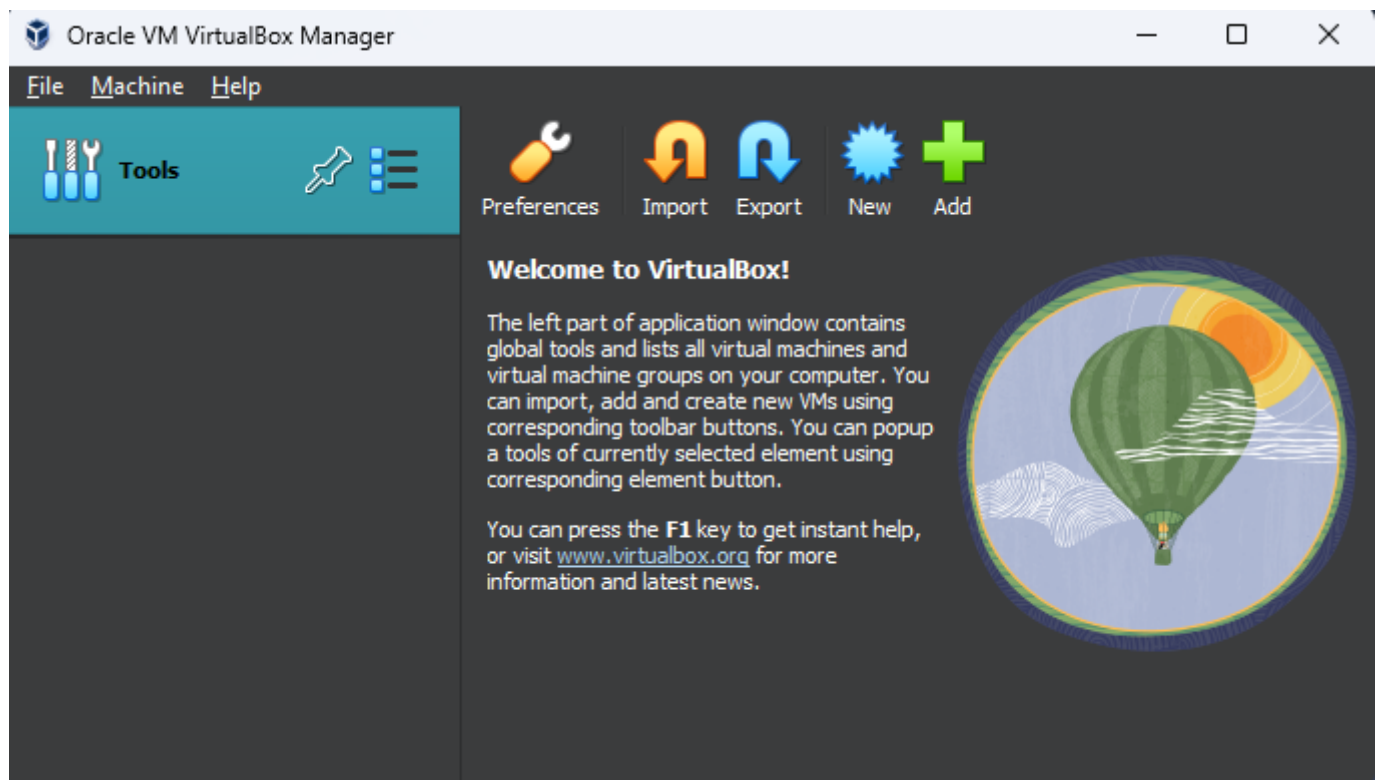 Oracle VM VirtualBox Manager
File Machine Help
Tools
Preferences Import Export New Add
Welcome to VirtualBox!
The left part of application window contains
global tools and lists all virtual machines and
virtual machine groups on your computer. You
can import, add and create new VMs using
corresponding toolbar buttons. You can popup
a tools of currently selected element using
corresponding element button.
You can press the F1 key to get instant help,
or visit www.virtualbox.org for more
information and latest news.